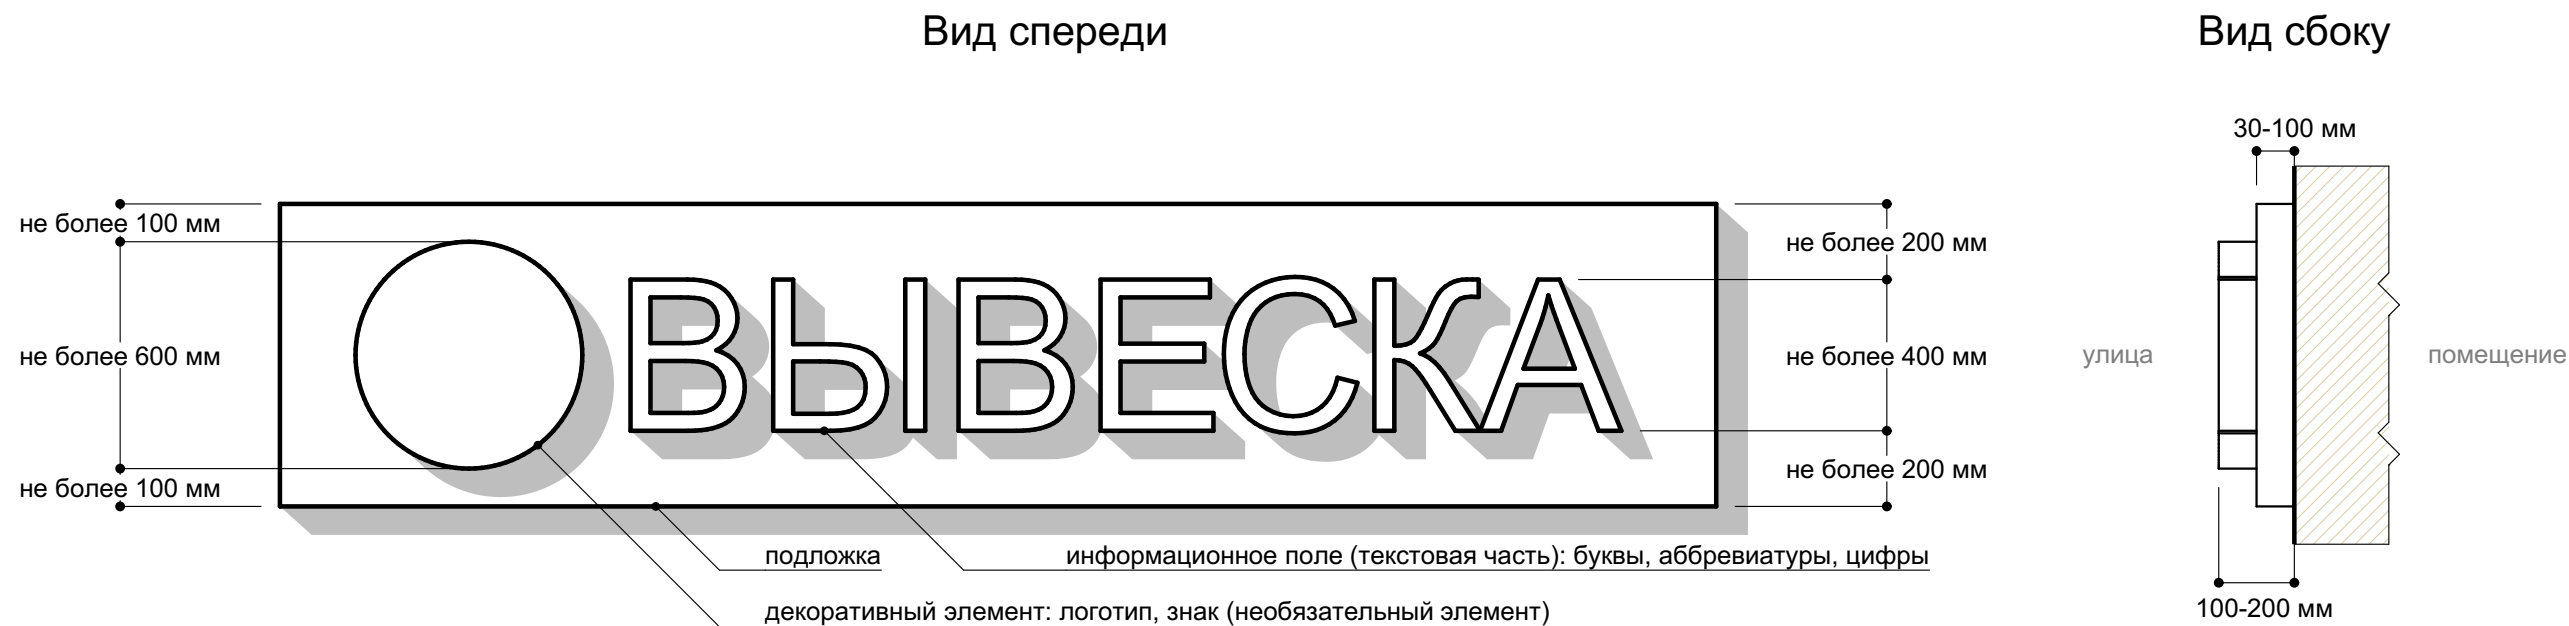 Вид спереди
Вид сбоку
30-100 мм
не более 100 мм
не более 200 мм
ВЫВЕСКА
не более 600 мм
не более 400 мм
улица
помещение
не более 100 мм
не более 200 мм
подложка
информационное поле (текстовая часть): буквы, аббревиатуры, цифры
декоративный элемент: логотип, знак (необязательный элемент)
100-200 мм